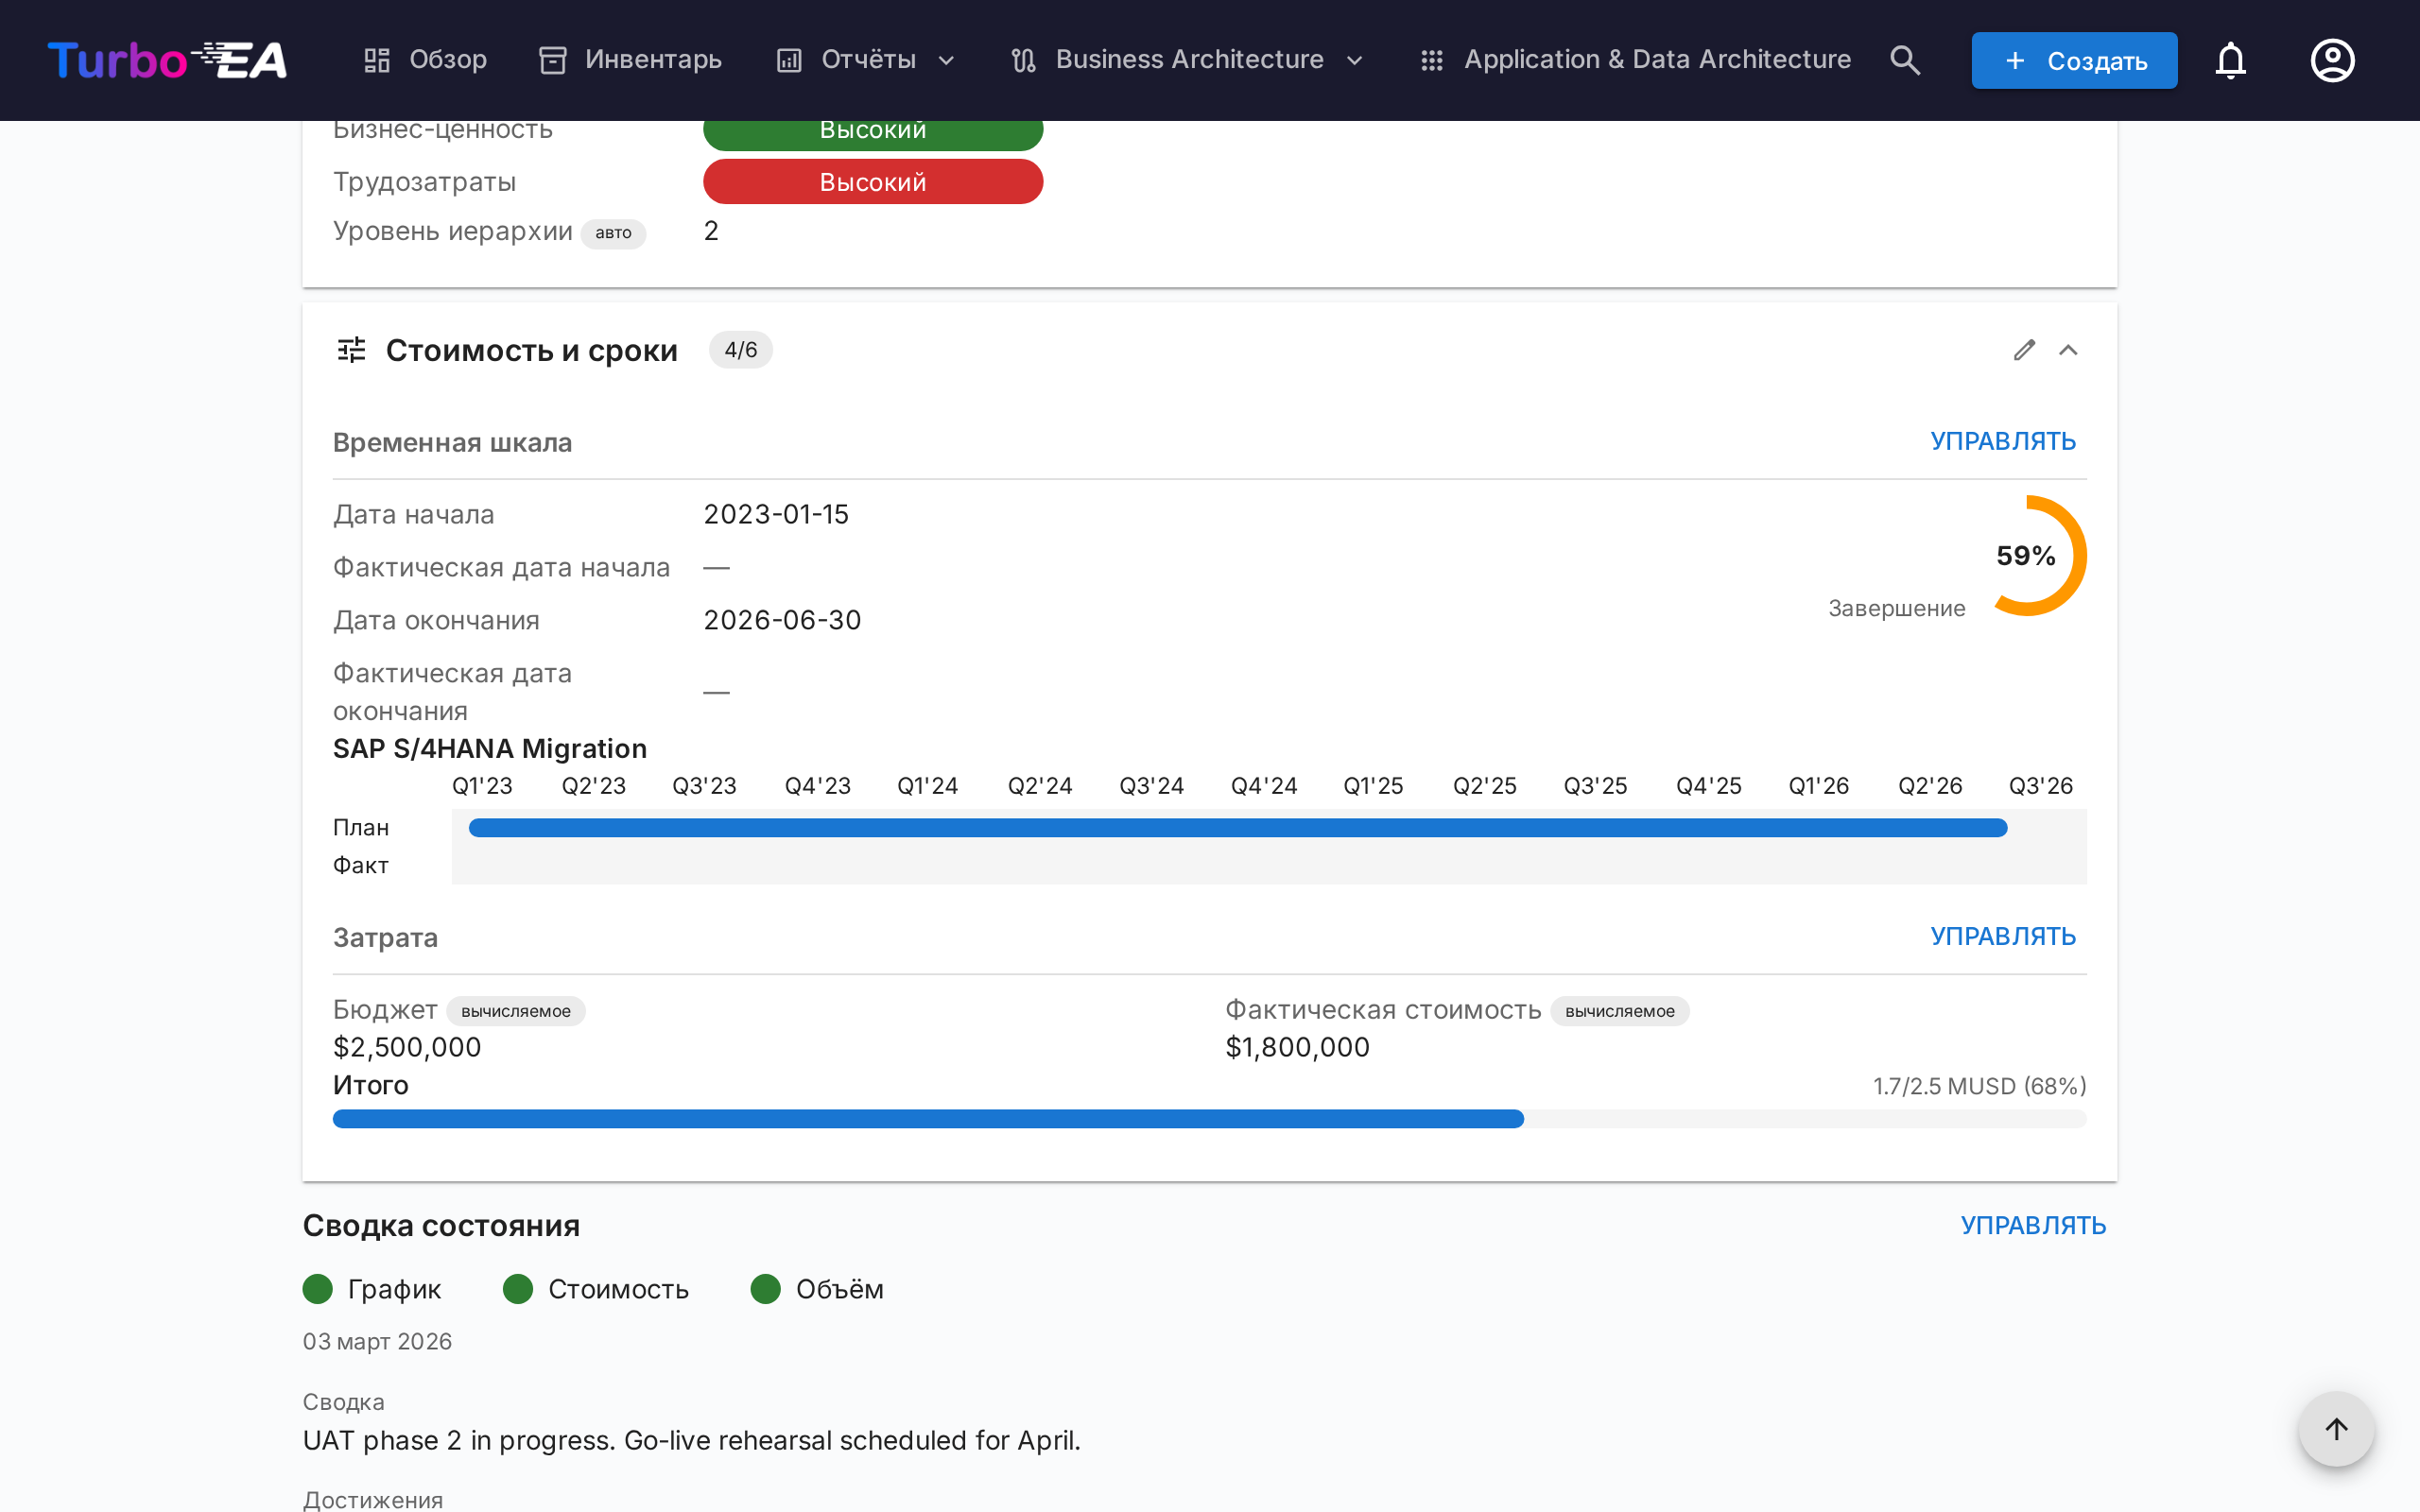 Turbo EA
Обзор
Инвентарь
Отчёты
Business Architecture
Application & Data Architecture
Создать
Бизнес-ценность
Высокий
Трудозатраты
Высокий
Уровень иерархии авто
2
Стоимость и сроки
4/6
Временная шкала
УПРАВЛЯТЬ
Дата начала
2023-01-15
Фактическая дата начала
—
Дата окончания
2026-06-30
Фактическая дата
окончания
—
59%
Завершение
SAP S/4HANA Migration
Q1'23 Q2'23 Q3'23 Q4'23 Q1'24 Q2'24 Q3'24 Q4'24 Q1'25 Q2'25 Q3'25 Q4'25 Q1'26 Q2'26 Q3'26
План
Факт
Затрата
УПРАВЛЯТЬ
Бюджет вычисляемое
$2,500,000
Фактическая стоимость вычисляемое
$1,800,000
Итого
1.7/2.5 MUSD (68%)
Сводка состояния
УПРАВЛЯТЬ
График
Стоимость
Объём
03 март 2026
Сводка
UAT phase 2 in progress. Go-live rehearsal scheduled for April.
Достижения